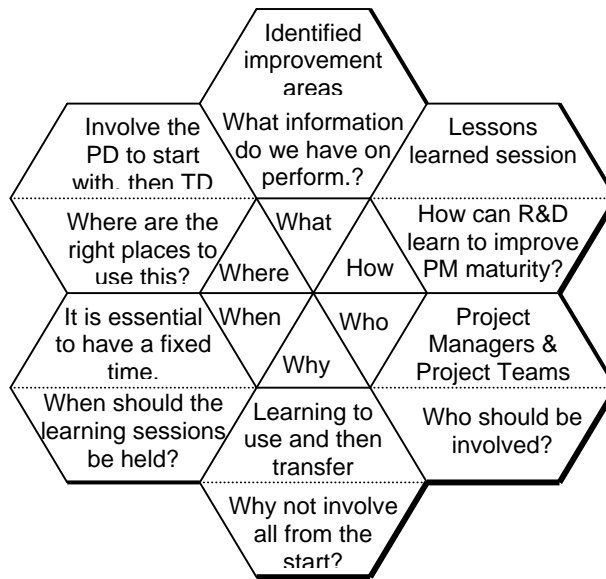 Identified
improvement
areas
What information
do we have on
perform.?
Involve the
PD to start
with, then TD
Where are the
right places to
use this?
Lessons
learned session
How can R&D
learn to improve
PM maturity?
What
Where
How
When
Who
Why
It is essential
to have a fixed
time.
When should the
learning sessions
be held?
Learning to
use and then
transfer
Why not involve
all from the
start?
Project
Managers &
Project Teams
Who should be
involved?